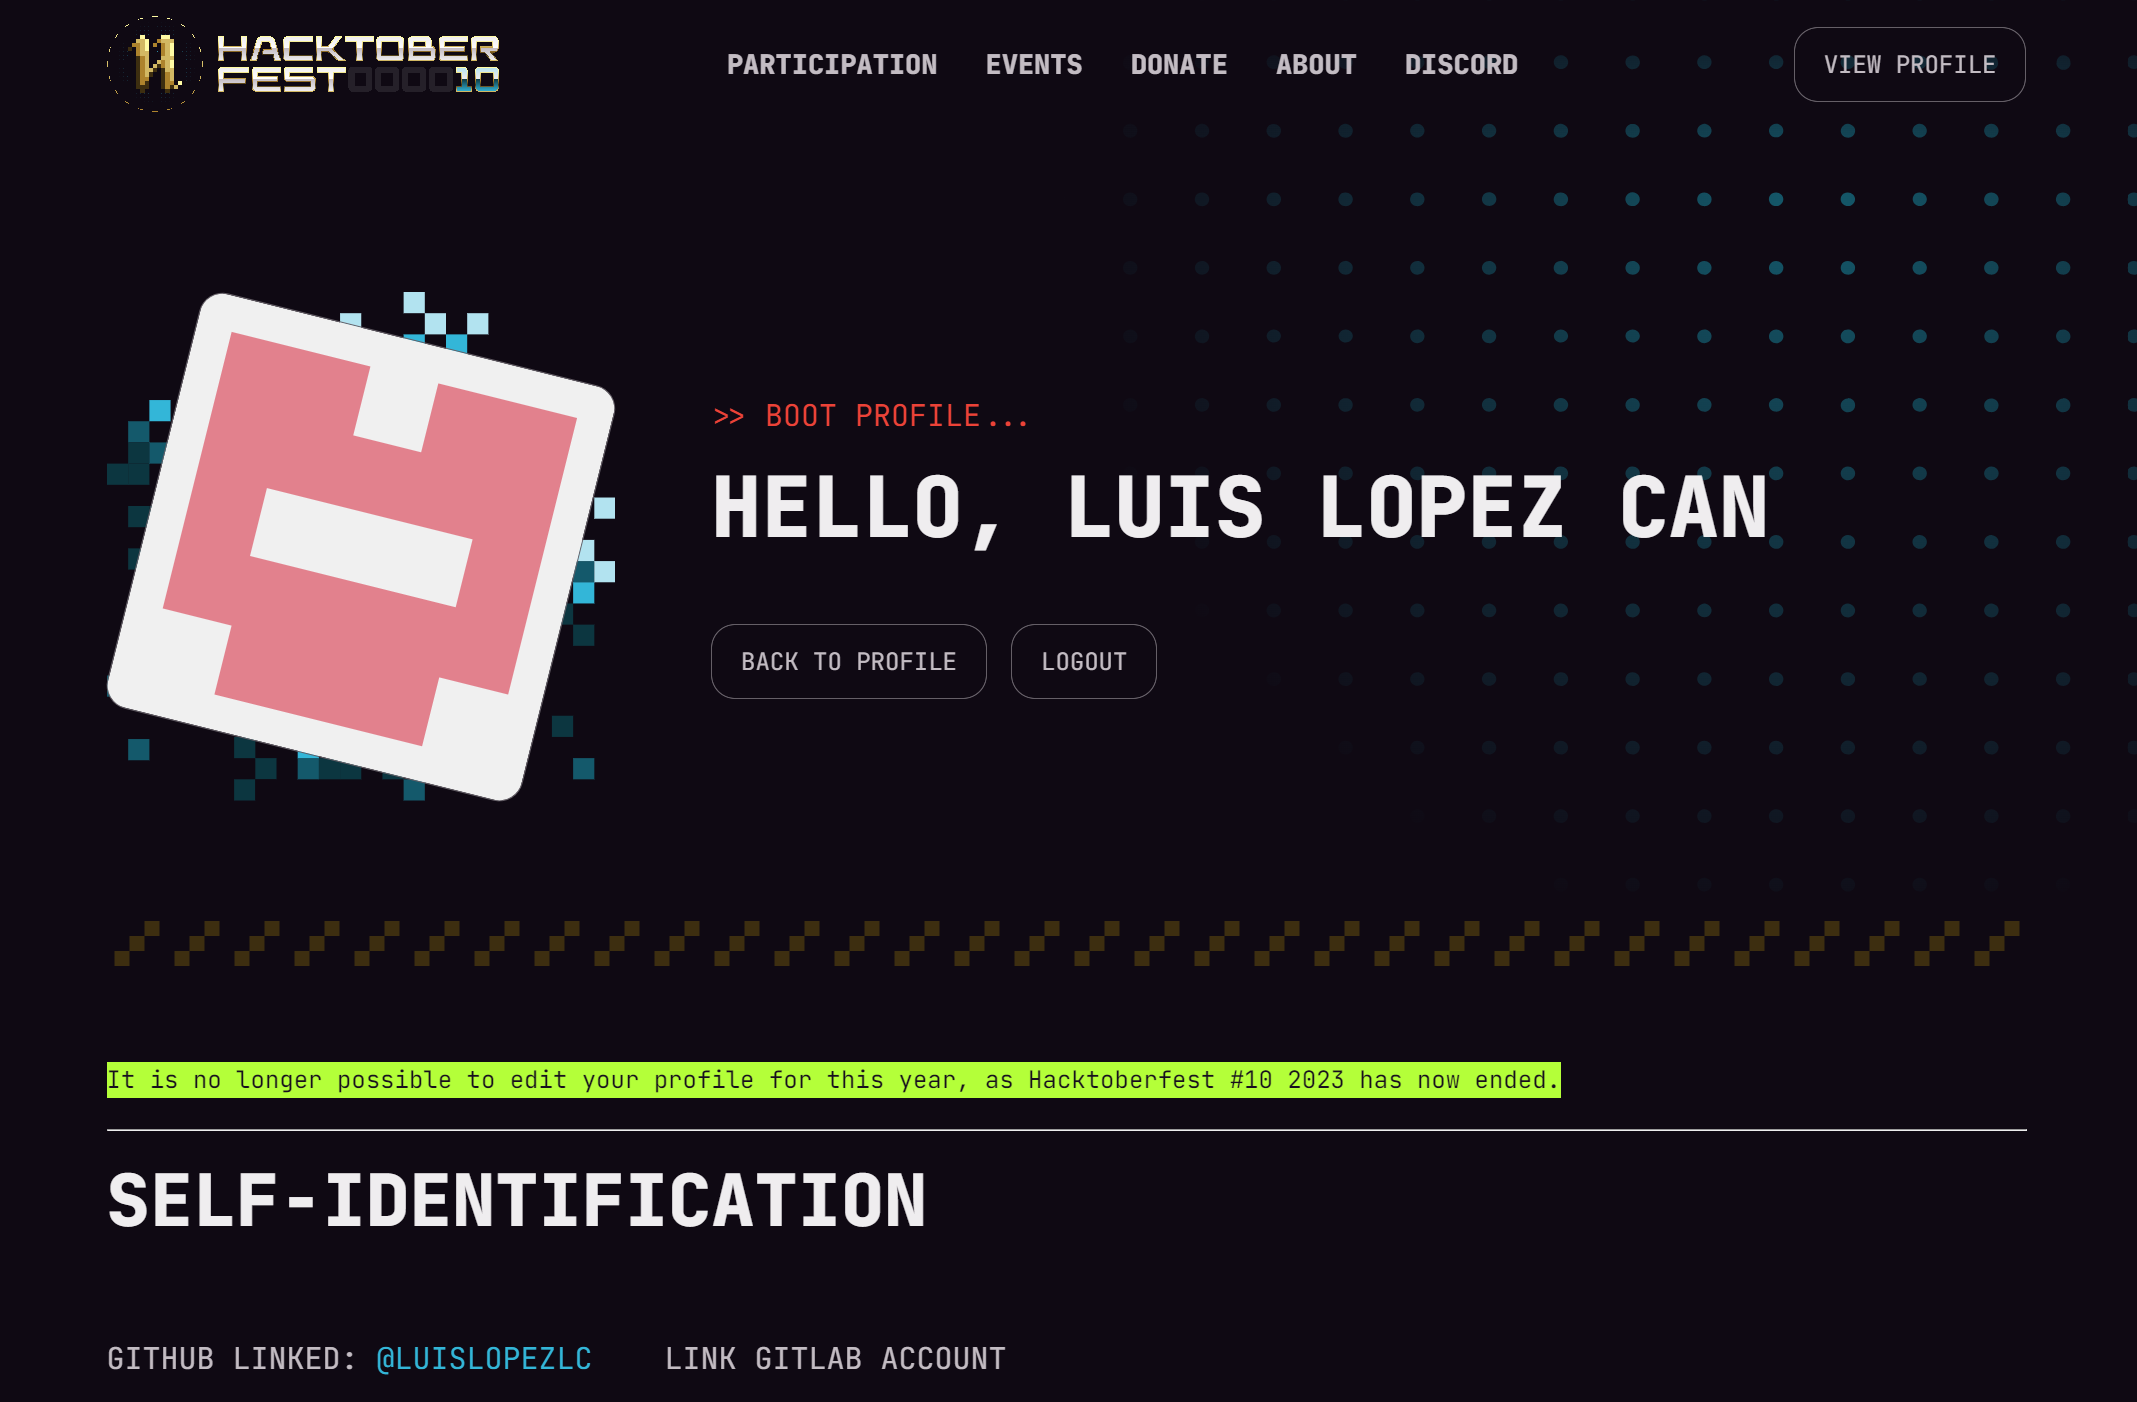 HACKTOBER
FEST000010
PARTICIPATION EVENTS DONATE ABOUT DISCORD VIEW PROFILE
>> BOOT PROFILE...
HELLO, LUIS LOPEZ CAN
BACK TO PROFILE LOGOUT
It is no longer possible to edit your profile for this year, as Hacktoberfest #10 2023 has now ended.
SELF-IDENTIFICATION
GITHUB LINKED: @LUISLOPEZLC LINK GITLAB ACCOUNT